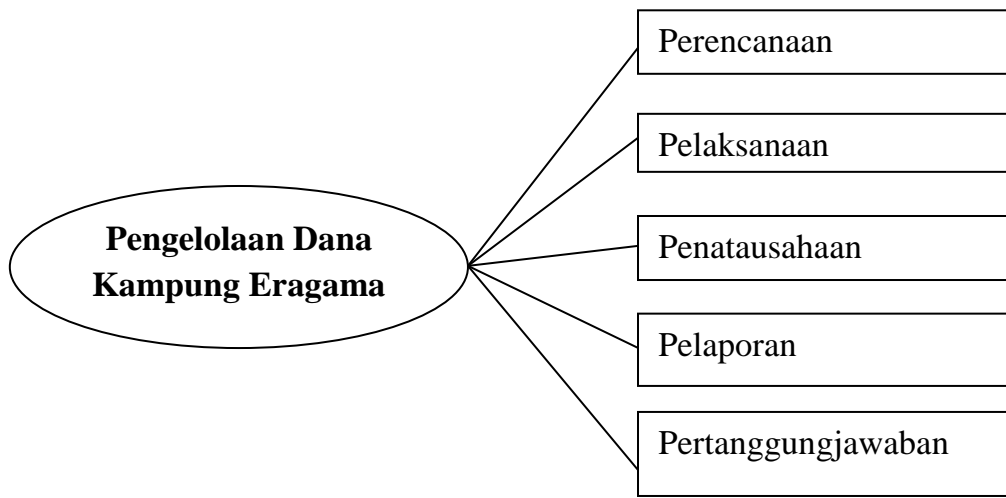 Perencanaan
Pelaksanaan
Pengelolaan Dana
Kampung Eragama
Penatausahaan
Pelaporan
Pertanggungjawaban